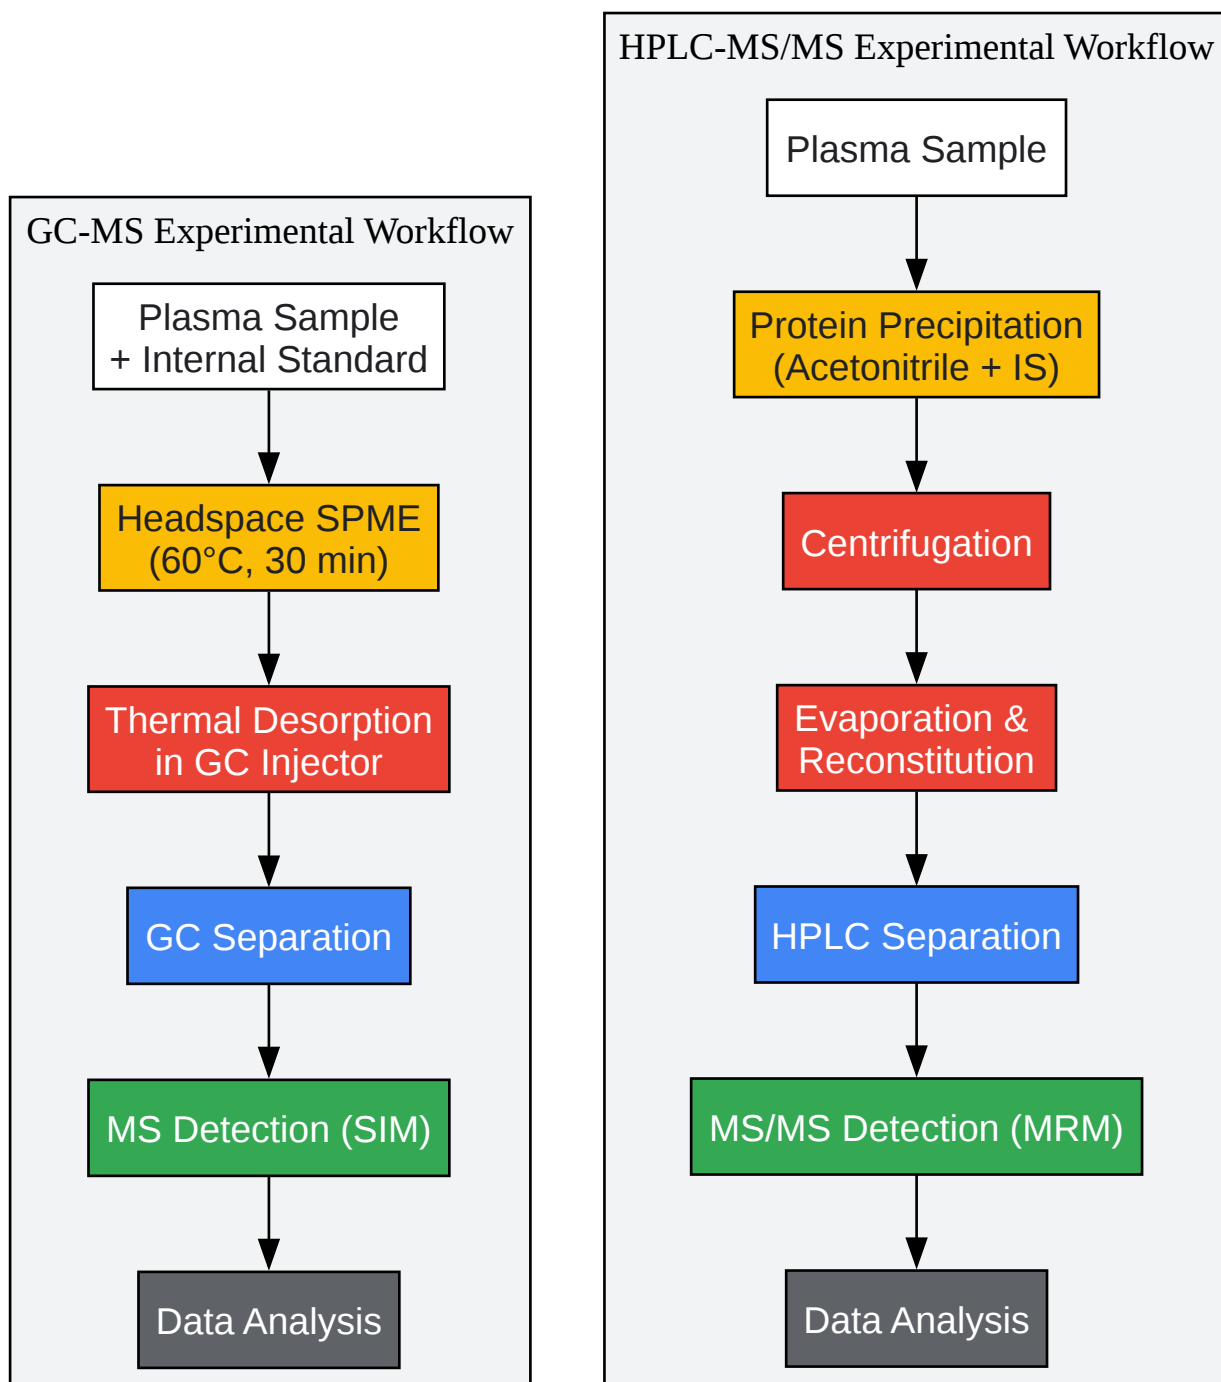 GC-MS Experimental Workflow
Plasma Sample
+ Internal Standard
Headspace SPME
(60°C, 30 min)
Thermal Desorption
in GC Injector
GC Separation
MS Detection (SIM)
Data Analysis
HPLC-MS/MS Experimental Workflow
Plasma Sample
Protein Precipitation
(Acetonitrile + IS)
Centrifugation
Evaporation &
Reconstitution
HPLC Separation
MS/MS Detection (MRM)
Data Analysis